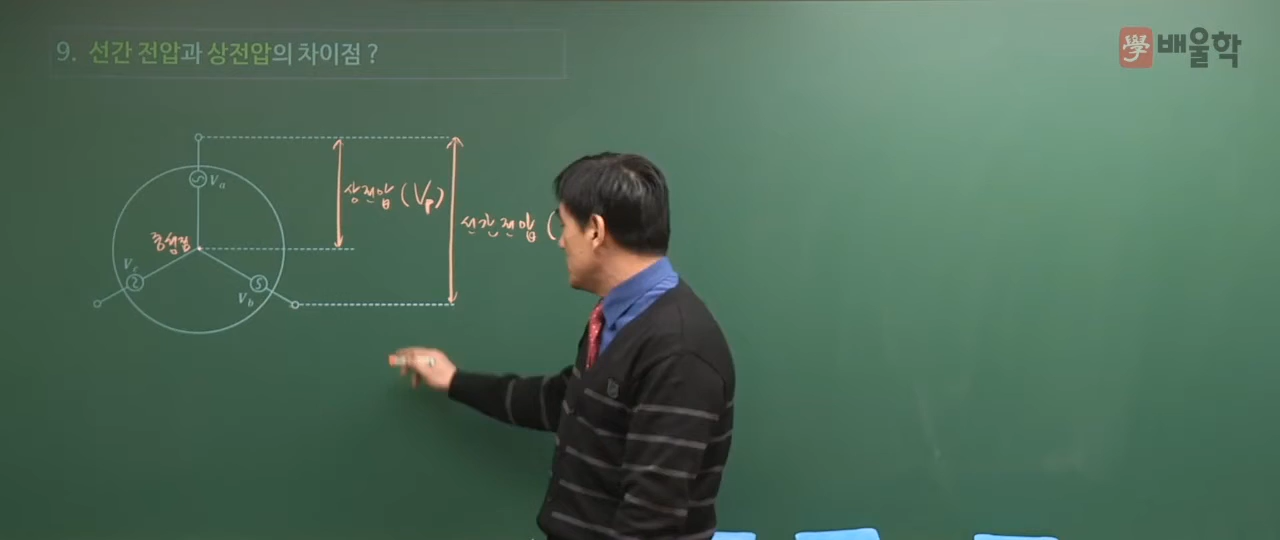 9. 선간 전압과 상전압의 차이점 ?
學 배울학
Va
상전압 (Vp)
선간전압 (
중성점
Vc
Vb